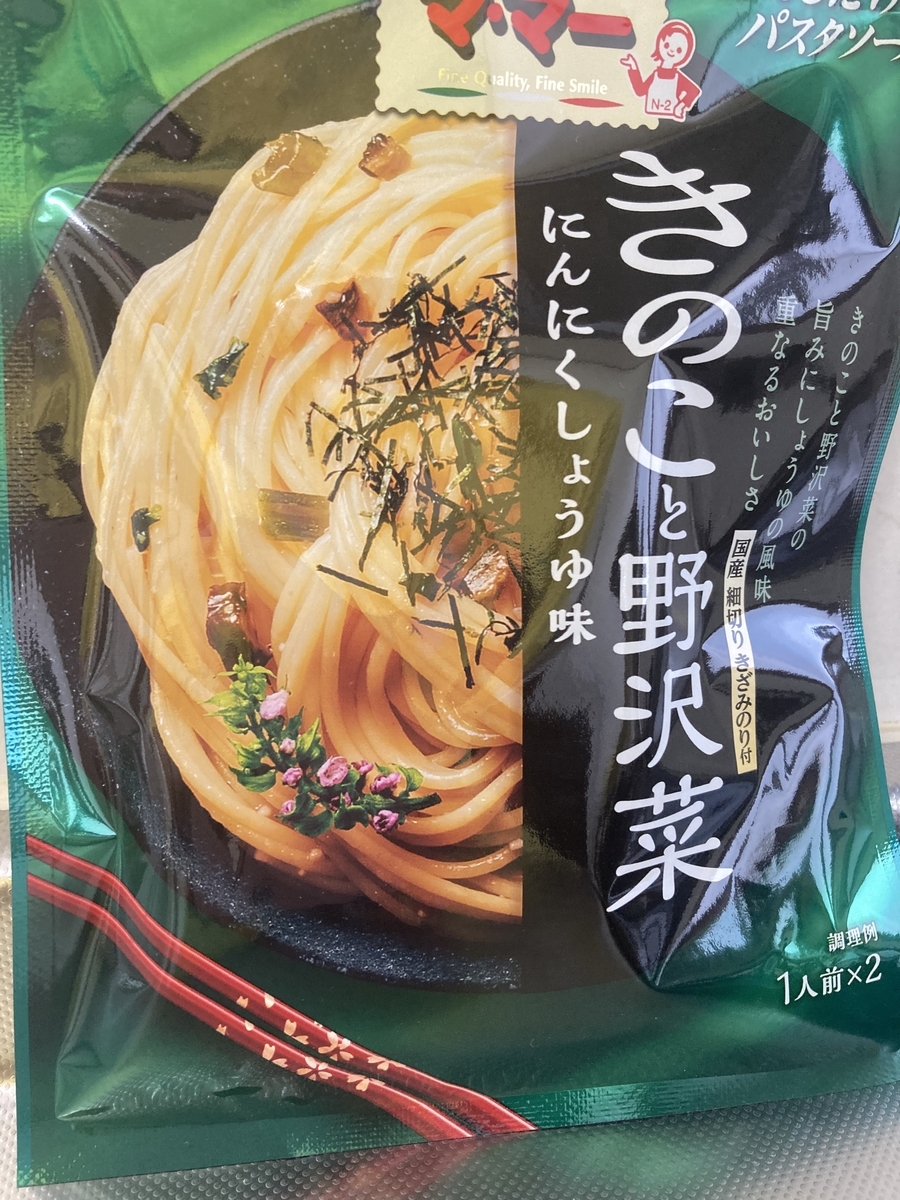 マ・マー
Fine Quality, Fine Smile
N-2
パスタソー
きのこと野沢菜
にんにくしょうゆ味
きのこと野沢菜の
旨みにしょうゆの風味
重なるおいしさ
国産 細切りきざみのり付
調理例
1人前×2